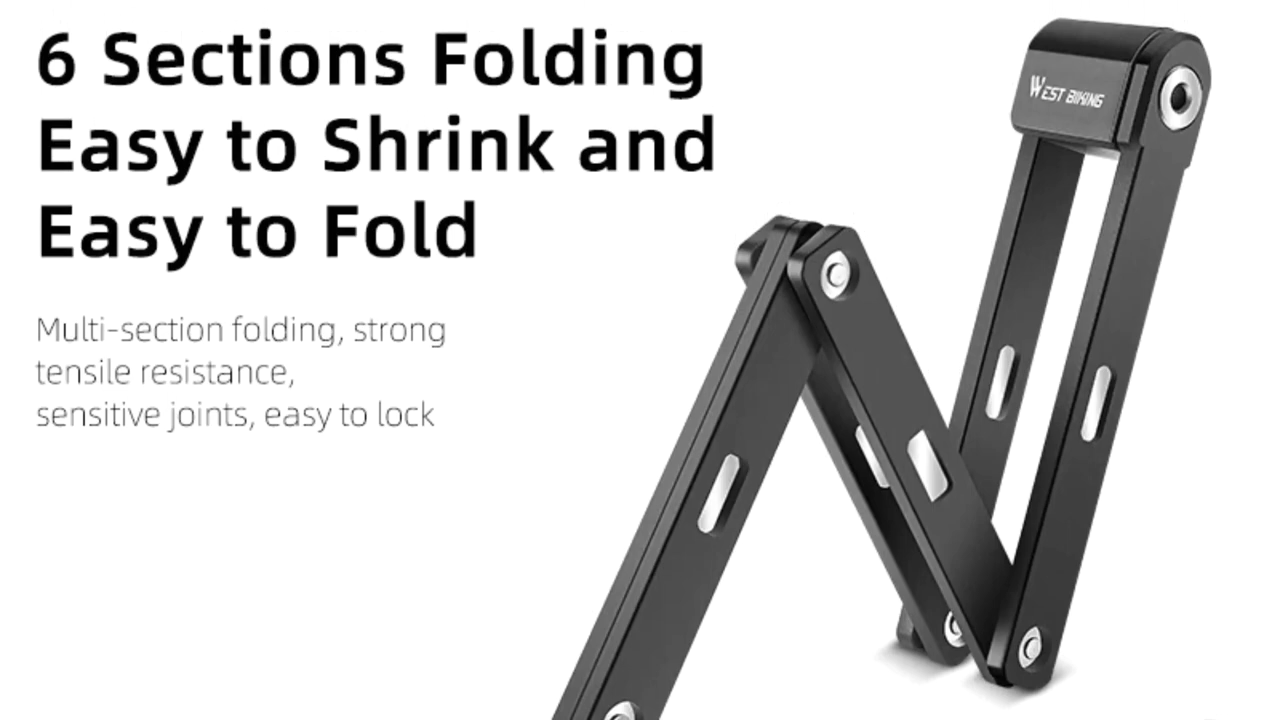 6 Sections Folding
Easy to Shrink and
Easy to Fold
Multi-section folding, strong
tensile resistance,
sensitive joints, easy to lock
WEST BIKING